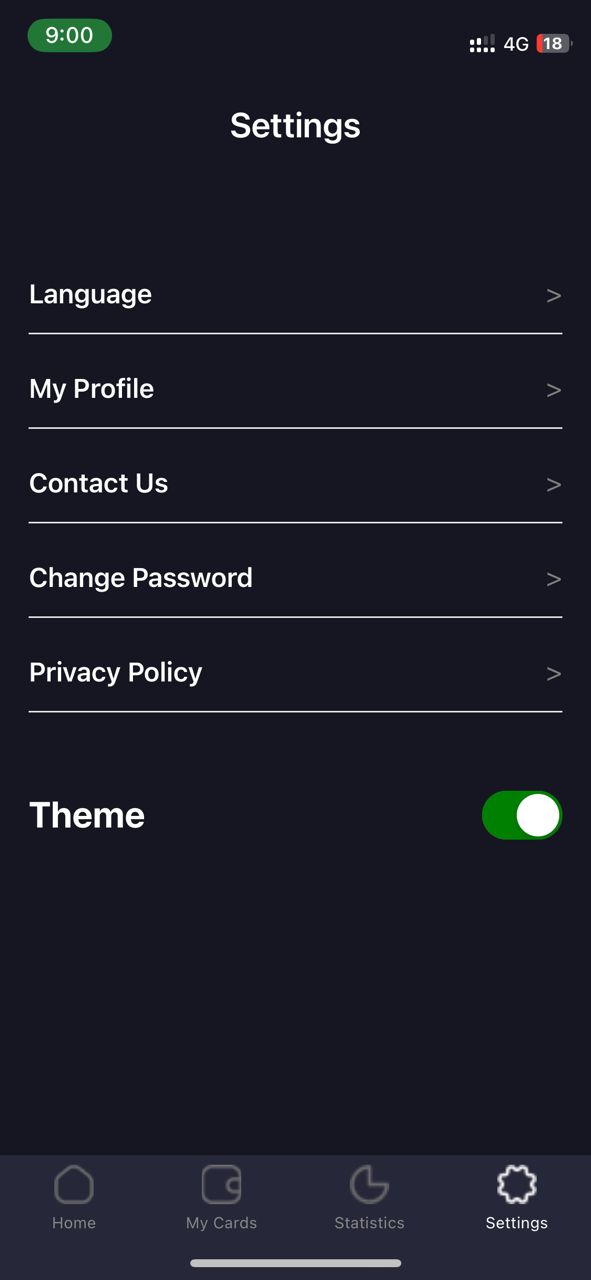 9:00
4G 18
Settings
Language >
My Profile >
Contact Us >
Change Password >
Privacy Policy >
Theme
Home My Cards Statistics Settings